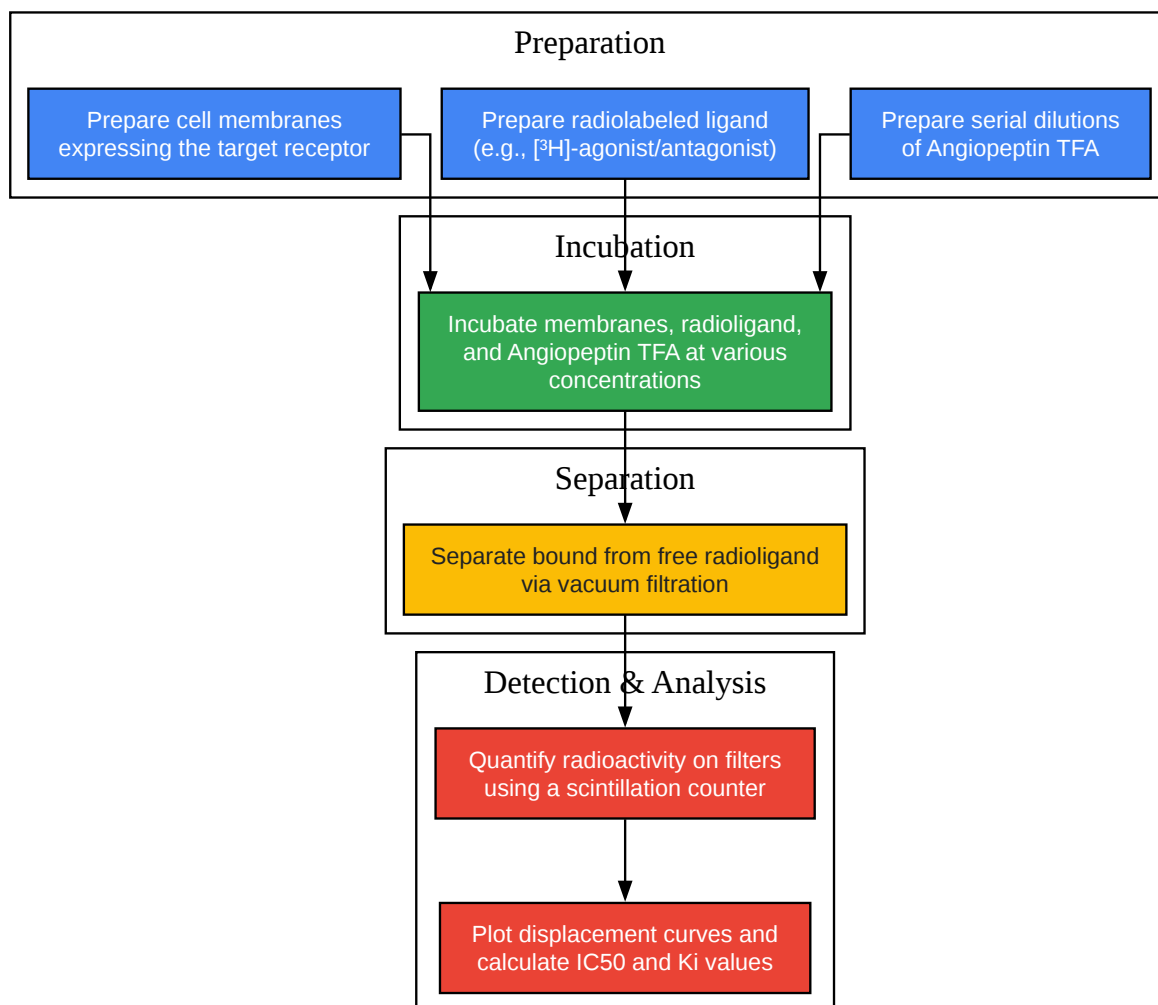 Preparation
Prepare cell membranes
expressing the target receptor
Prepare radiolabeled ligand
(e.g., [³H]-agonist/antagonist)
Prepare serial dilutions
of Angiopeptin TFA
Incubation
Incubate membranes, radioligand,
and Angiopeptin TFA at various
concentrations
Separation
Separate bound from free radioligand
via vacuum filtration
Detection & Analysis
Quantify radioactivity on filters
using a scintillation counter
Plot displacement curves and
calculate IC50 and Ki values